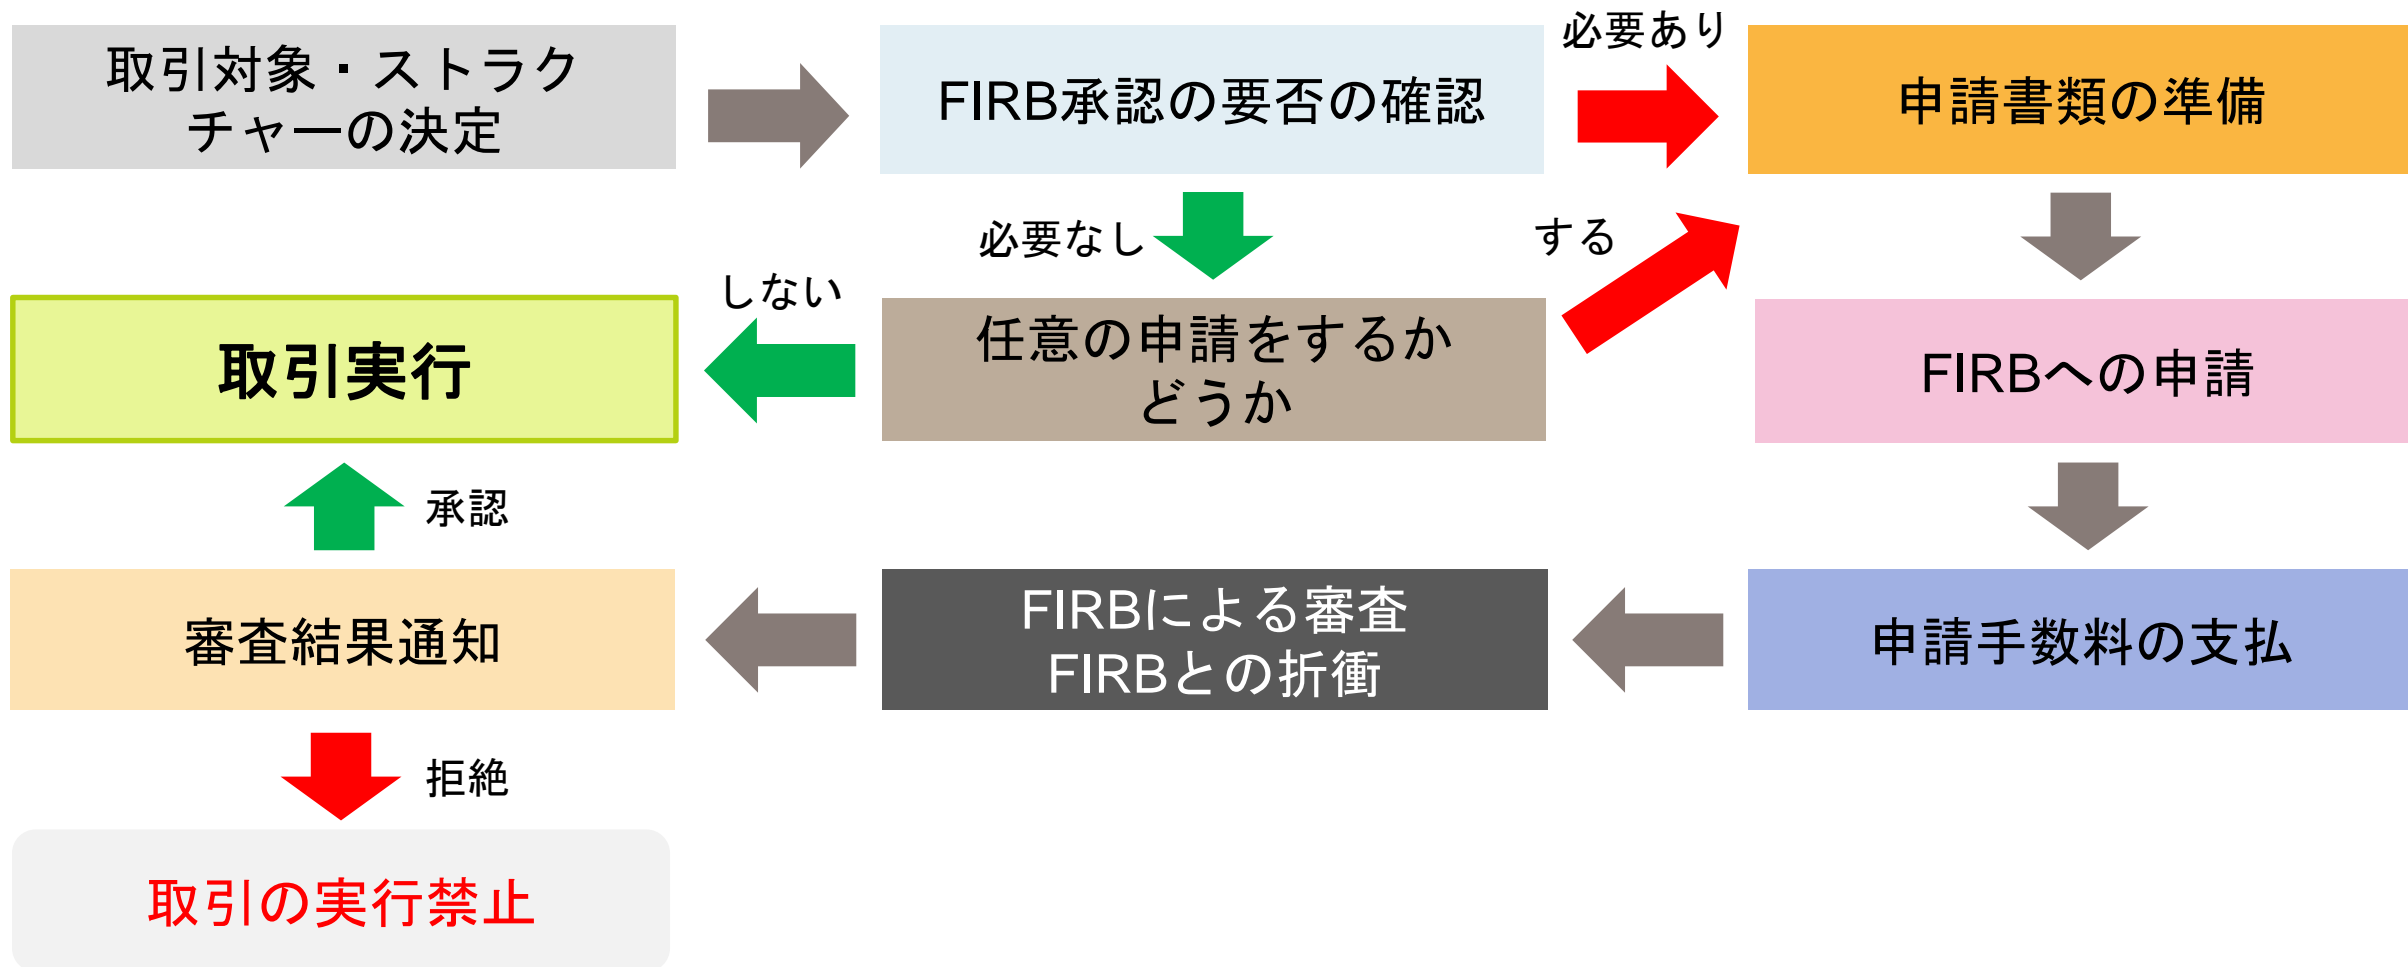 取引対象・ストラク
チャーの決定
FIRB承認の要否の確認
必要あり
申請書類の準備
必要なし
する
しない
取引実行
任意の申請をするか
どうか
FIRBへの申請
承認
審査結果通知
FIRBによる審査
FIRBとの折衝
申請手数料の支払
拒絶
取引の実行禁止